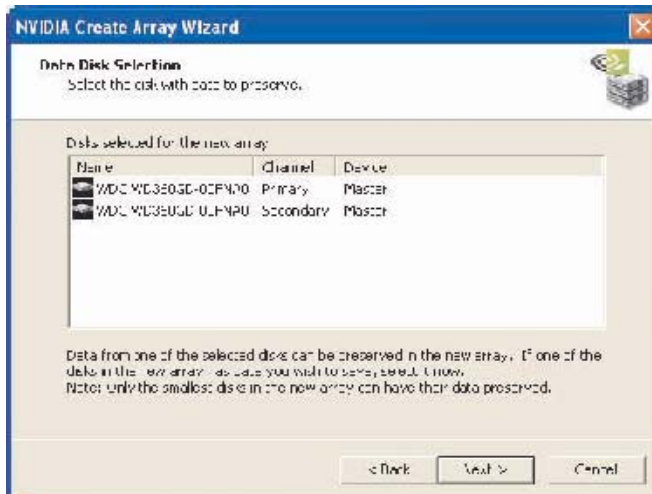 NVIDIA Create Array Wizard
Data Disk Selection
Select the disk with data to preserve.
Disks selected for the new array
Name Channel Device
WDC Primary Master
WDC Secondary Master
Data from one of the selected disks can be preserved in the new array. If one of the
disks in the new array has data you wish to save, select it now.
Note: Only the smallest disks in the new array can have their data preserved.
< Back Next > Cancel